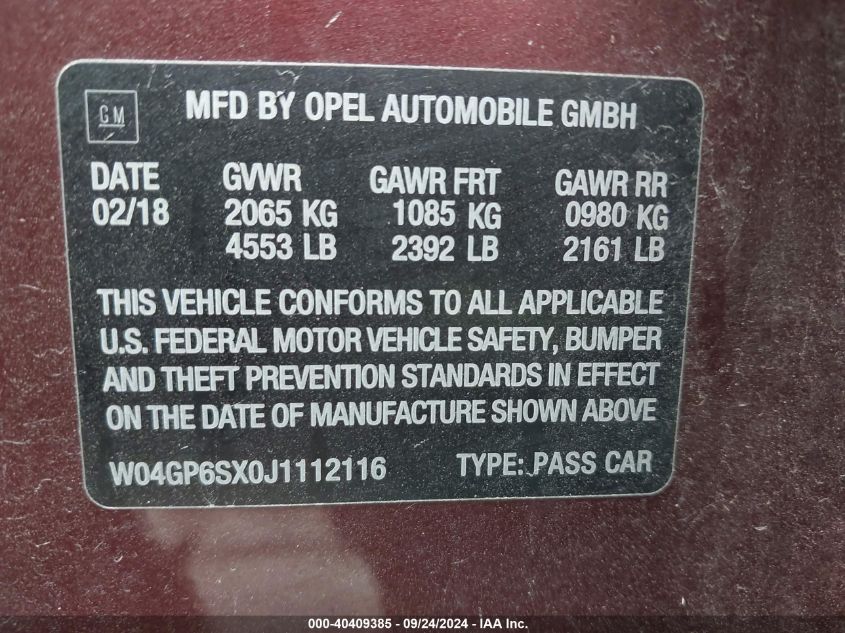 GM
MFD BY OPEL AUTOMOBILE GMBH
DATE GVWR GAWR FRT GAWR RR
02/18 2065 KG 1085 KG 0980 KG
4553 LB 2392 LB 2161 LB
THIS VEHICLE CONFORMS TO ALL APPLICABLE
U.S. FEDERAL MOTOR VEHICLE SAFETY, BUMPER
AND THEFT PREVENTION STANDARDS IN EFFECT
ON THE DATE OF MANUFACTURE SHOWN ABOVE
W04GP6SX0J1112116 TYPE: PASS CAR
000-40409385 - 09/24/2024 - IAA Inc.